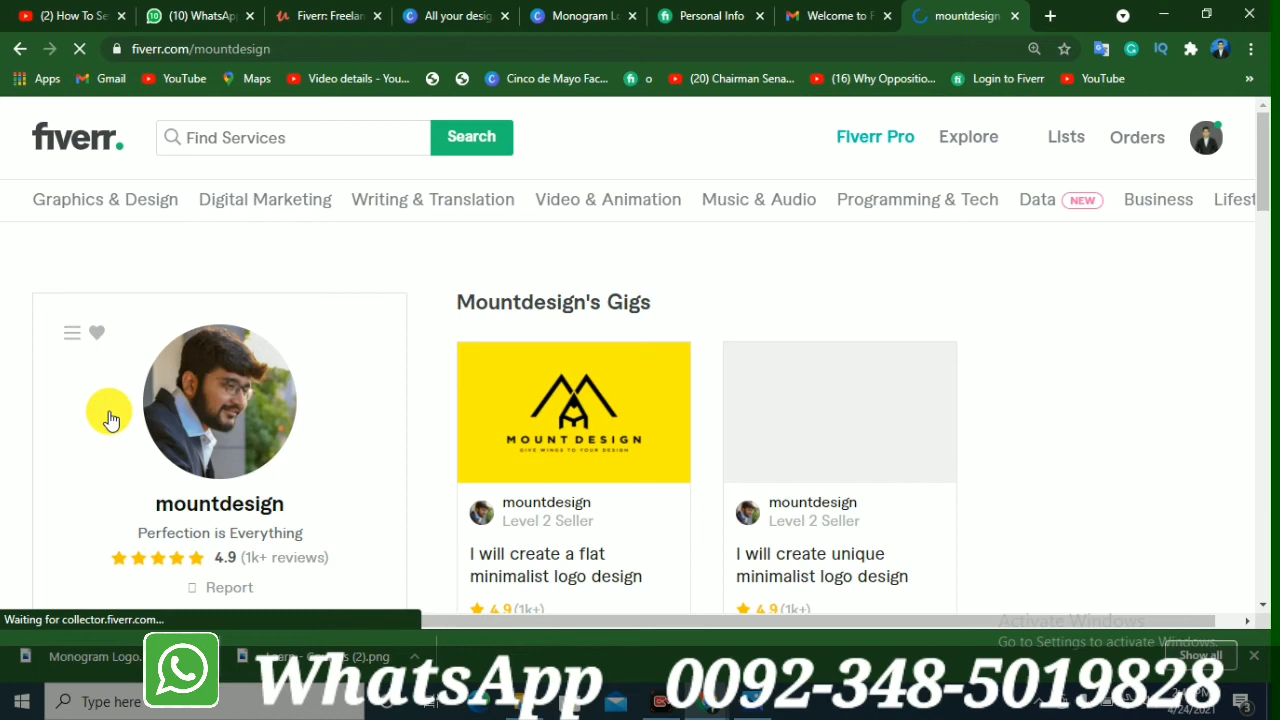 (2) How To Se
(10) WhatsAp
Fiverr: Freelan
All your desig
Monogram Lo
Personal Info
Welcome to F
mountdesign
fiverr.com/mountdesign
Apps
Gmail
YouTube
Maps
Video details - You...
Cinco de Mayo Fac...
o
(20) Chairman Sena...
(16) Why Oppositio...
Login to Fiverr
YouTube
»
fiverr.
Find Services
Search
Fiverr Pro
Explore
Lists
Orders
Graphics & Design
Digital Marketing
Writing & Translation
Video & Animation
Music & Audio
Programming & Tech
Data NEW
Business
Lifest
mountdesign
Perfection is Everything
4.9 (1k+ reviews)
Report
Mountdesign's Gigs
MOUNT DESIGN
GIVE WINGS TO YOUR DESIGN
mountdesign
Level 2 Seller
I will create a flat
minimalist logo design
4.9 (1k+)
mountdesign
Level 2 Seller
I will create unique
minimalist logo design
4.9 (1k+)
Waiting for collector.fiverr.com...
Activate Windows
Go to Settings to activate Windows.
Monogram Logo.
(2).png
Show all
WhatsApp 0092-348-5019828
Type here
4/24/2021